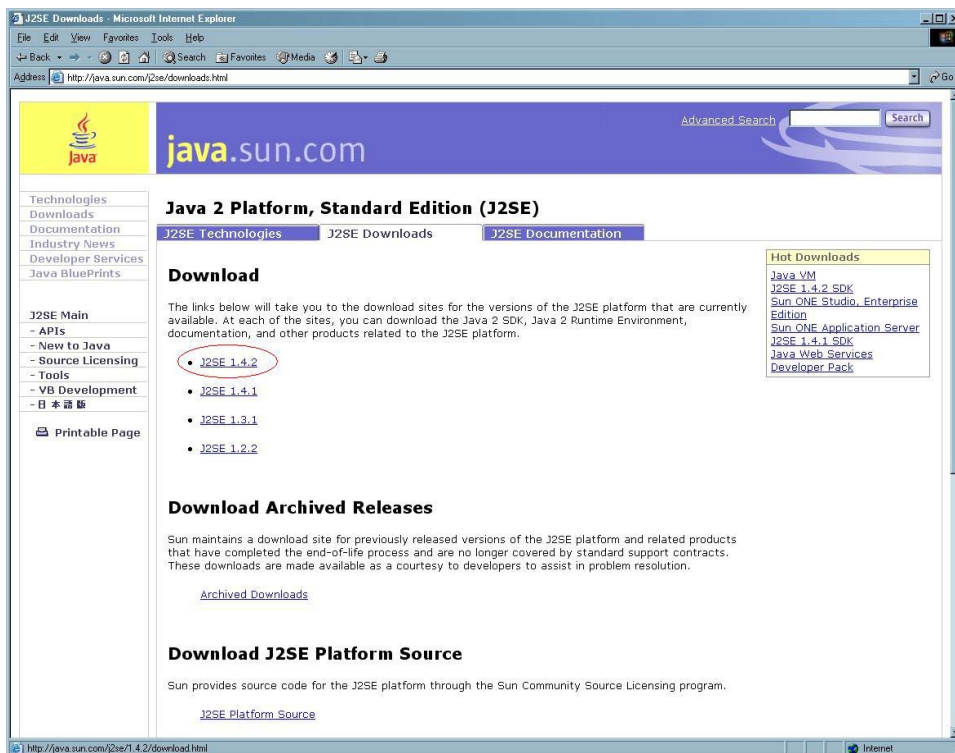 J2SE Downloads - Microsoft Internet Explorer
File Edit View Favorites Tools Help
Back Search Favorites Media
Address http://java.sun.com/j2se/downloads.html Go
Java
java.sun.com
Advanced Search Search
Technologies
Downloads
Documentation
Industry News
Developer Services
Java BluePrints
J2SE Main
- APIs
- New to Java
- Source Licensing
- Tools
- VB Development
- 日本語版
Printable Page
Java 2 Platform, Standard Edition (J2SE)
J2SE Technologies J2SE Downloads J2SE Documentation
Download
The links below will take you to the download sites for the versions of the J2SE platform that are currently
available. At each of the sites, you can download the Java 2 SDK, Java 2 Runtime Environment,
documentation, and other products related to the J2SE platform.
• J2SE 1.4.2
• J2SE 1.4.1
• J2SE 1.3.1
• J2SE 1.2.2
Download Archived Releases
Sun maintains a download site for previously released versions of the J2SE platform and related products
that have completed the end-of-life process and are no longer covered by standard support contracts.
These downloads are made available as a courtesy to developers to assist in problem resolution.
Archived Downloads
Download J2SE Platform Source
Sun provides source code for the J2SE platform through the Sun Community Source Licensing program.
J2SE Platform Source
Hot Downloads
Java VM
J2SE 1.4.2 SDK
Sun ONE Studio, Enterprise
Edition
Sun ONE Application Server
J2SE 1.4.1 SDK
Java Web Services
Developer Pack
http://java.sun.com/j2se/1.4.2/download.html Internet